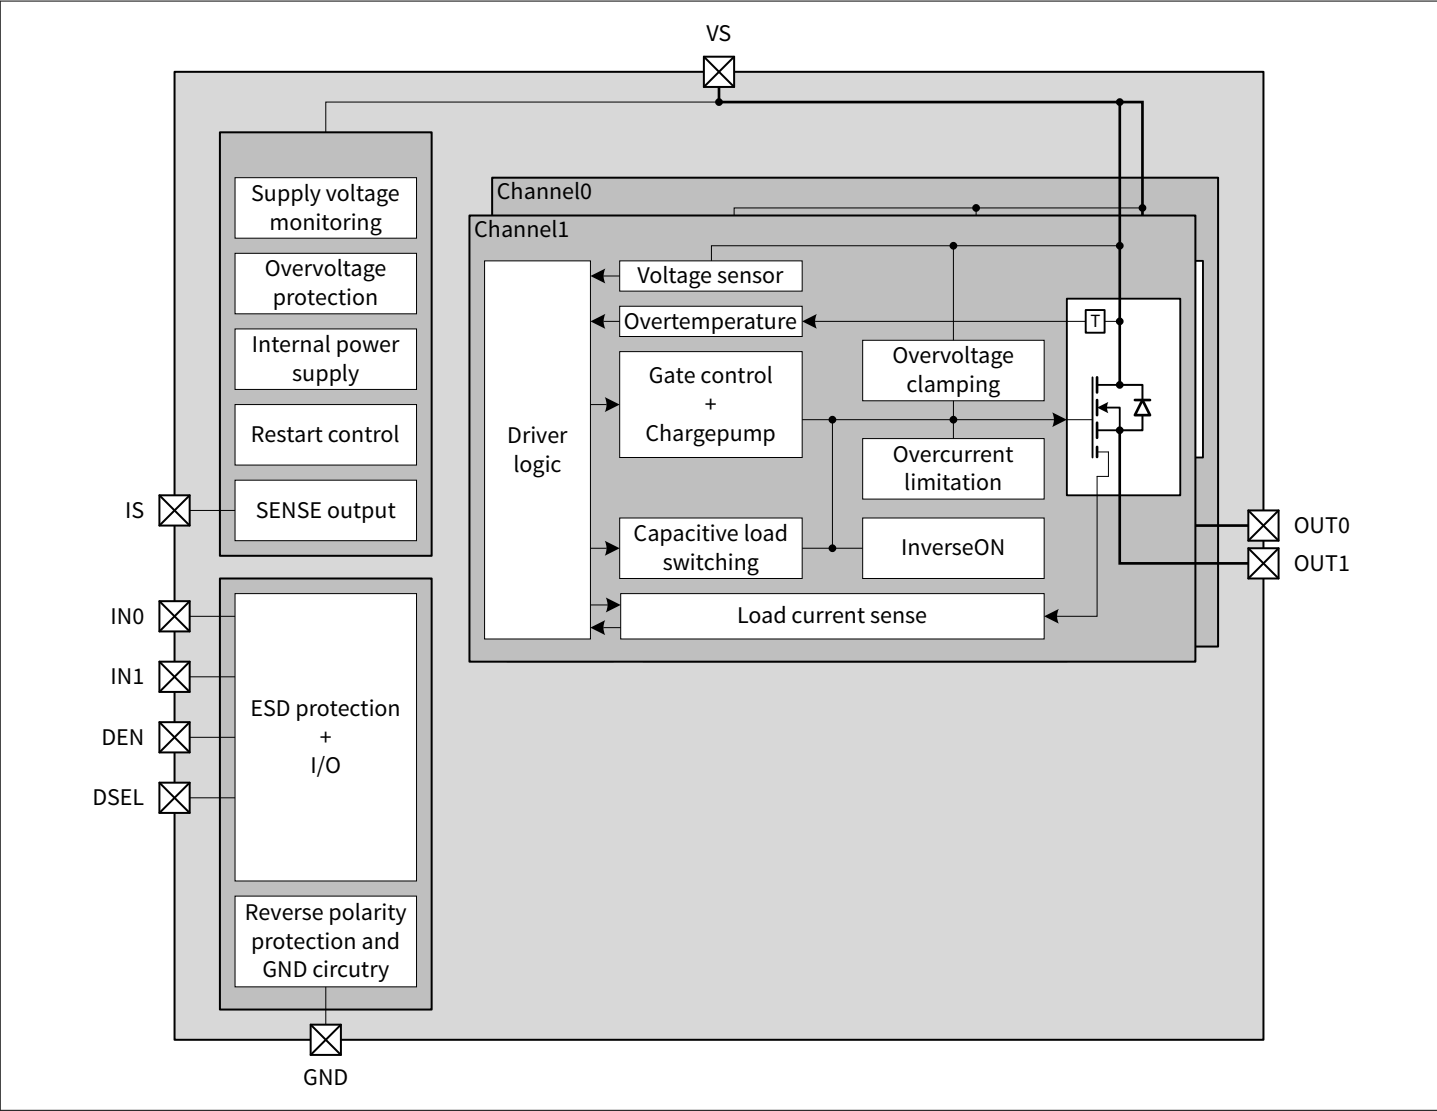 VS
Supply voltage
monitoring
Overvoltage
protection
Internal power
supply
Restart control
SENSE output
IS
IN0
IN1
DEN
DSEL
ESD protection
+
I/O
Reverse polarity
protection and
GND circutry
GND
Channel0
Channel1
Driver
logic
Voltage sensor
Overtemperature
Gate control
+
Chargepump
Capacitive load
switching
Load current sense
Overvoltage
clamping
Overcurrent
limitation
InverseON
T
OUT0
OUT1